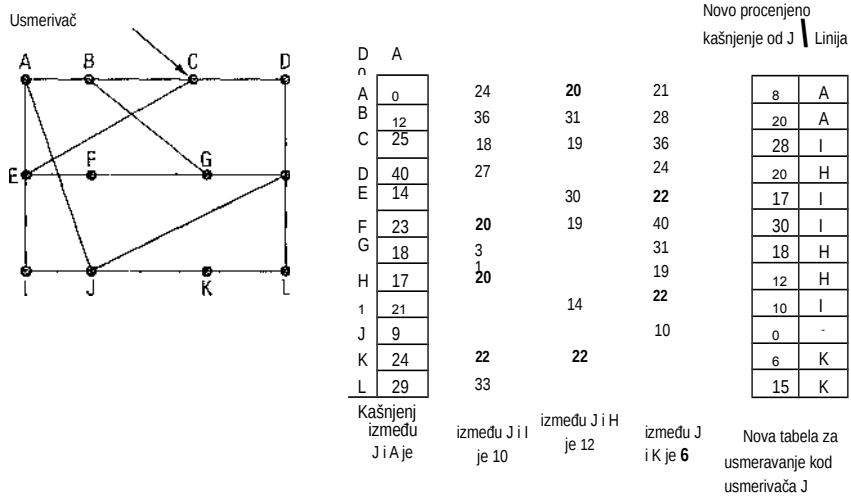 Usmerivač
A B C D
E F G
I J K L
Novo procenjeno
kašnjenje od J \ Linija
D A
A 0 24 20 21 8 A
B 12 36 31 28 20 A
C 25 18 19 36 28 I
D 40 27 24 20 H
E 14 30 22 17 I
F 23 20 19 40 30 I
G 18 3 31 18 H
1
H 17 20 19 12 H
1 21 14 22 10 I
J 9 10 0 -
K 24 22 22 6 K
L 29 33 15 K
Kašnjenj
između
J i A je
između J i I
je 10
između J i H
je 12
između J
i K je 6
Nova tabela za
usmeravanje kod
usmerivača J